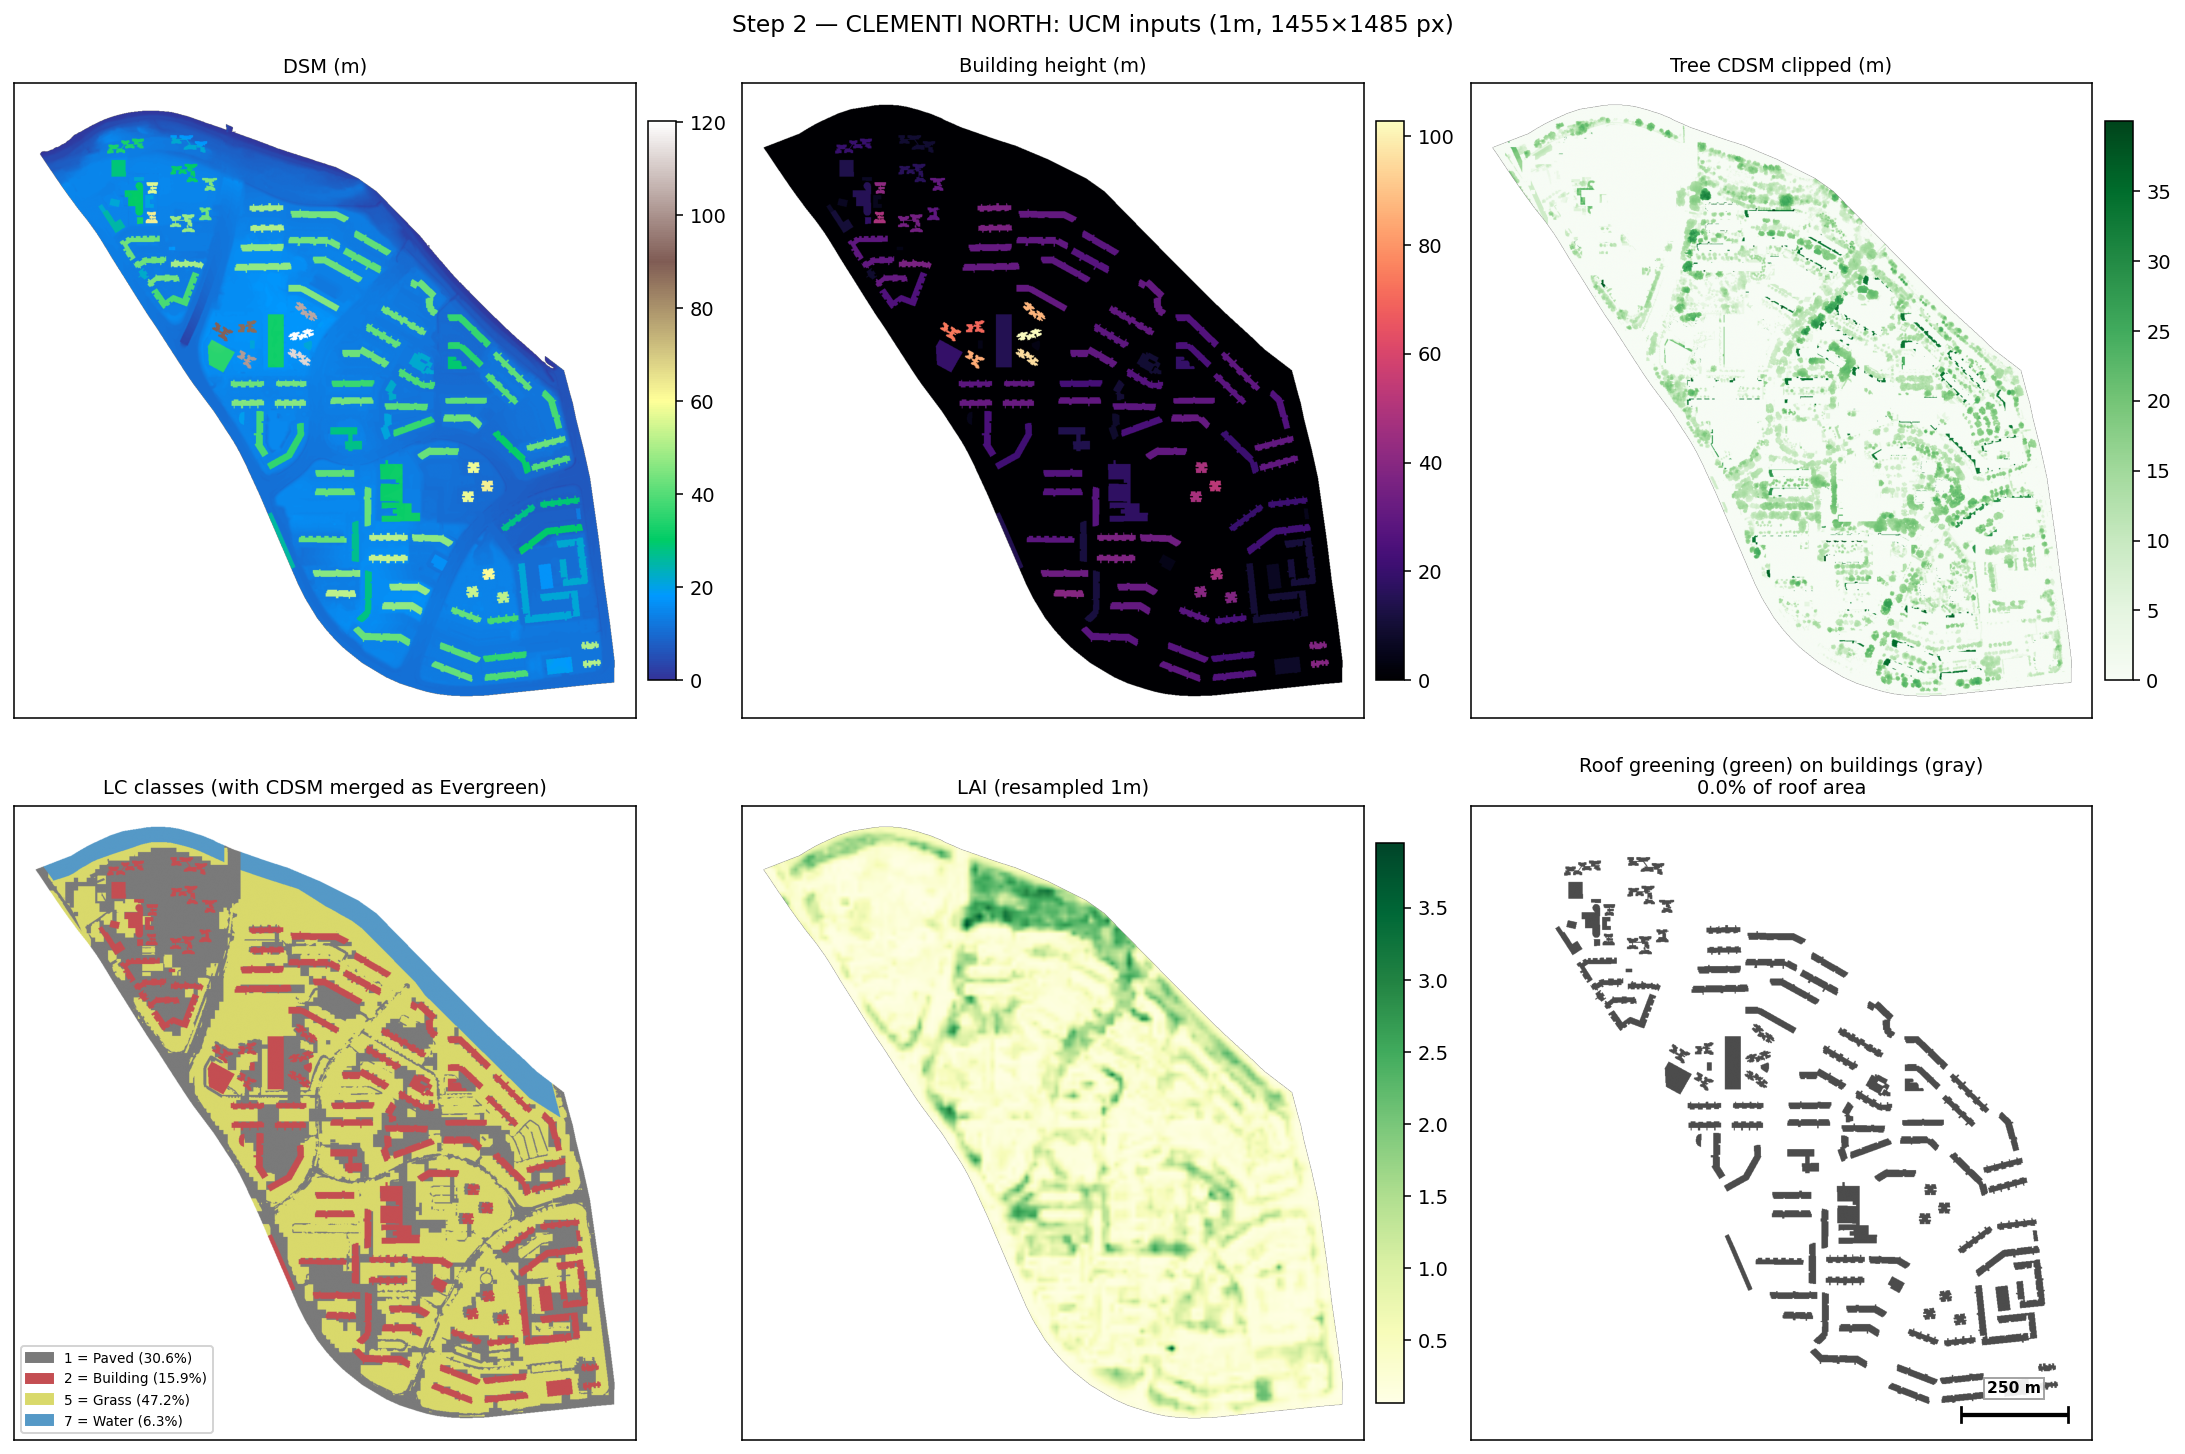 Step 2 — CLEMENTI NORTH: UCM inputs (1m, 1455×1485 px)
DSM (m)
120
100
80
60
40
20
0
Building height (m)
100
80
60
40
20
0
Tree CDSM clipped (m)
35
30
25
20
15
10
5
0
LC classes (with CDSM merged as Evergreen)
1 = Paved (30.6%)
2 = Building (15.9%)
5 = Grass (47.2%)
7 = Water (6.3%)
LAI (resampled 1m)
3.5
3.0
2.5
2.0
1.5
1.0
0.5
Roof greening (green) on buildings (gray)
0.0% of roof area
250 m